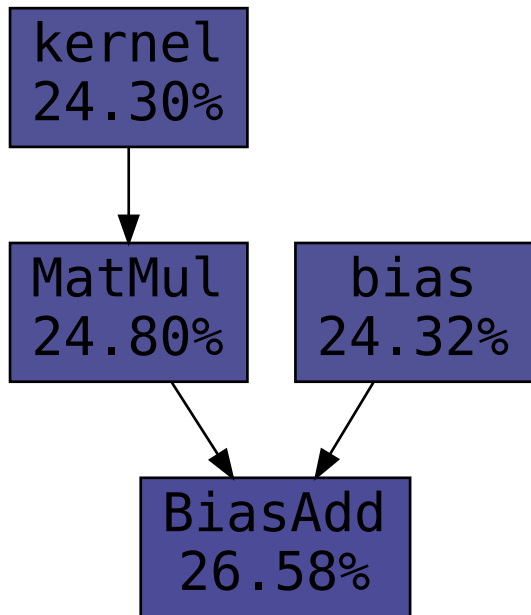 kernel
24.30%
MatMul
24.80%
bias
24.32%
BiasAdd
26.58%